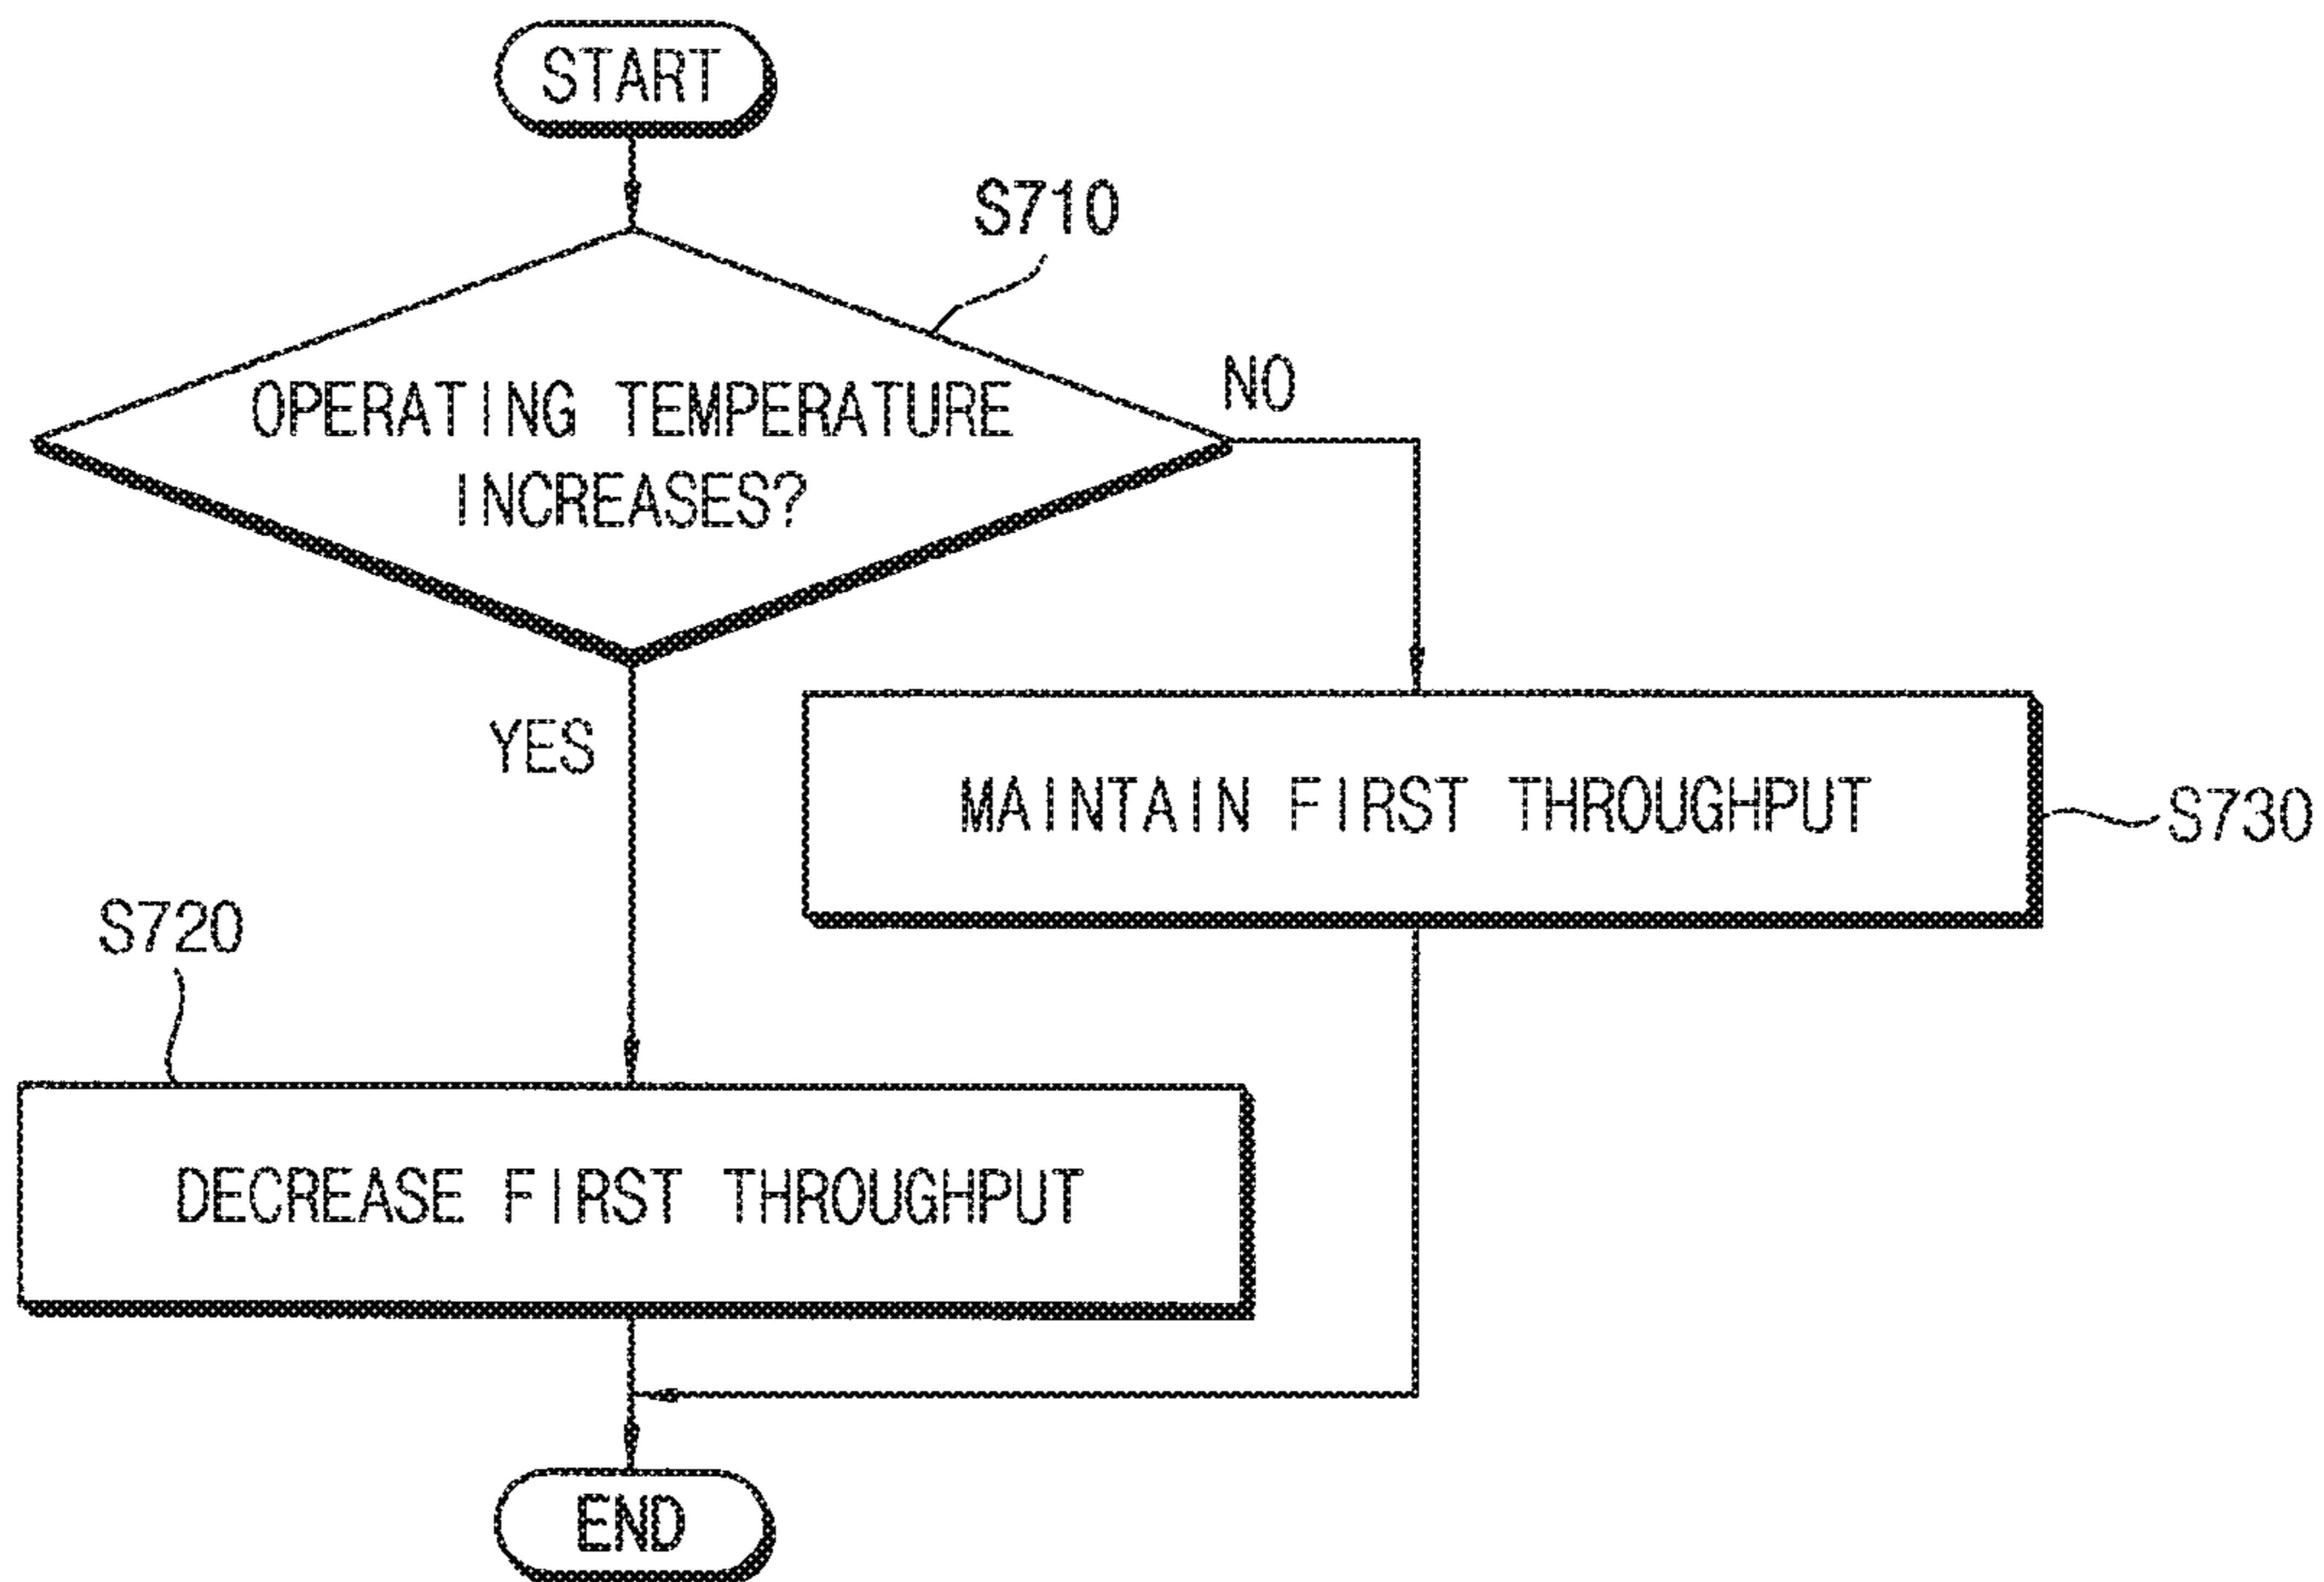 START
S710
OPERATING TEMPERATURE
INCREASES?
NO
YES
MAINTAIN FIRST THROUGHPUT
S730
S720
DECREASE FIRST THROUGHPUT
END